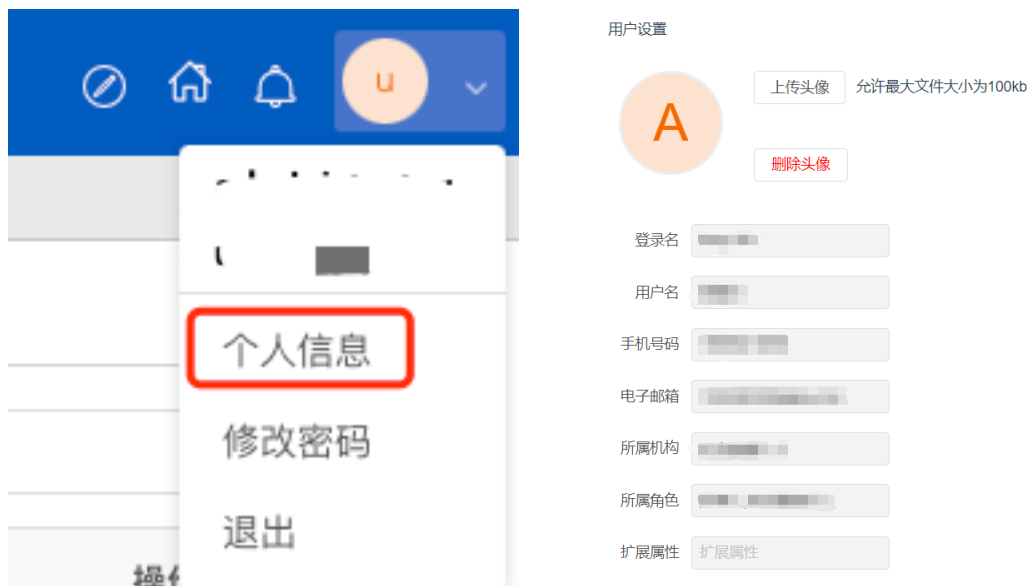 u
个人信息
修改密码
退出
用户设置
A
上传头像 允许最大文件大小为100kb
删除头像
登录名
用户名
手机号码
电子邮箱
所属机构
所属角色
扩展属性 扩展属性